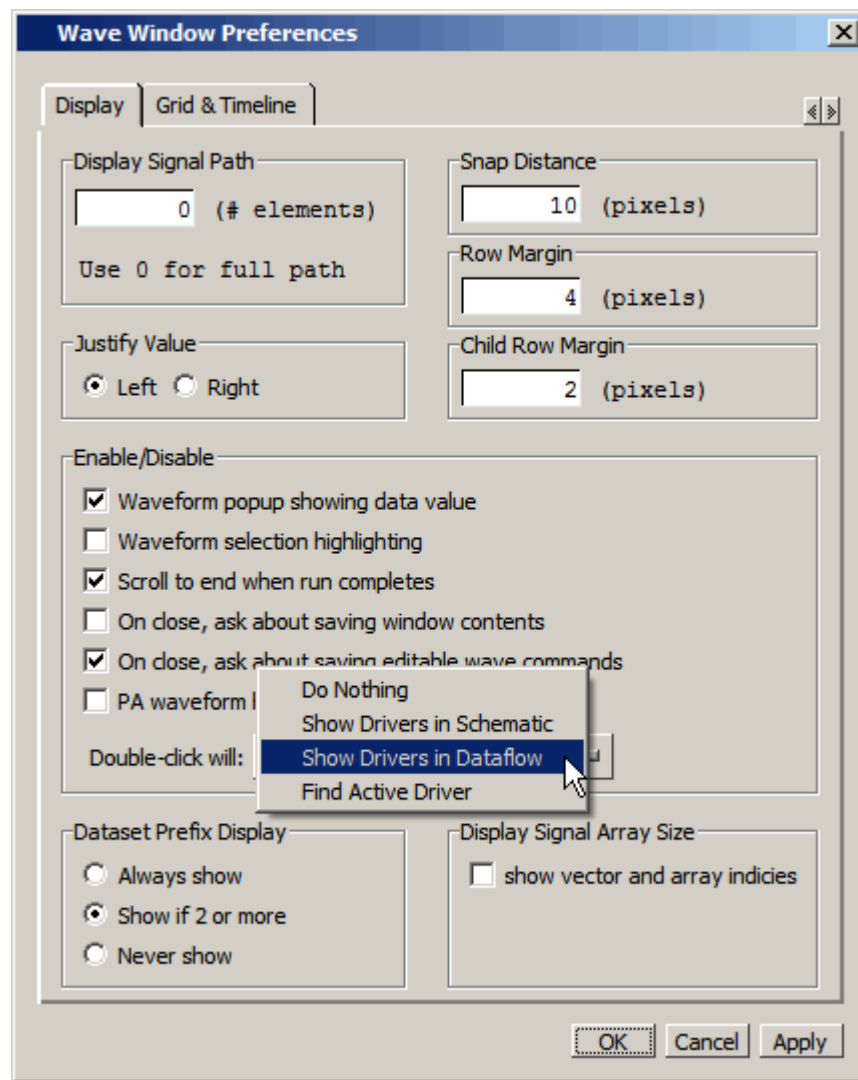 Wave Window Preferences
Display
Grid & Timeline
Display Signal Path
0 (# elements)
Use 0 for full path
Snap Distance
10 (pixels)
Row Margin
4 (pixels)
Justify Value
Left
Right
Child Row Margin
2 (pixels)
Enable/Disable
Waveform popup showing data value
Waveform selection highlighting
Scroll to end when run completes
On close, ask about saving window contents
On close, ask about saving editable wave commands
PA waveform
Double-click will:
Do Nothing
Show Drivers in Schematic
Show Drivers in Dataflow
Find Active Driver
Dataset Prefix Display
Always show
Show if 2 or more
Never show
Display Signal Array Size
show vector and array indicies
OK
Cancel
Apply